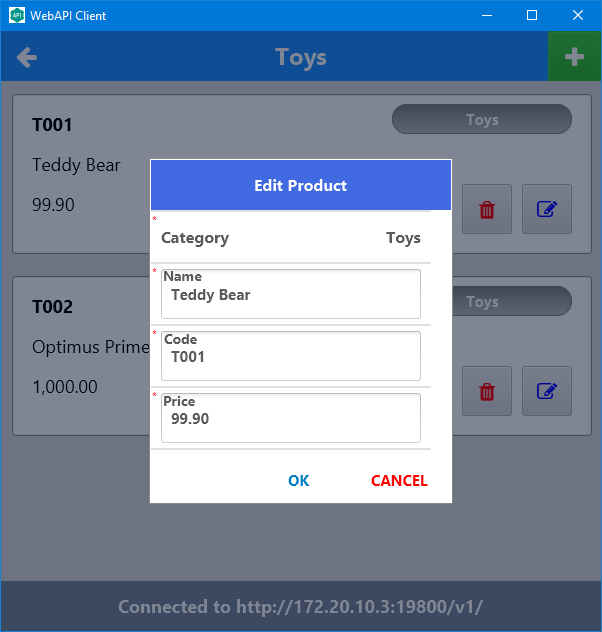 API WebAPI Client
Toys
T001
Toys
Teddy Bear
99.90
T002
Toys
Optimus Prime
1,000.00
Edit Product
*
Category Toys
*
Name
Teddy Bear
*
Code
T001
*
Price
99.90
OK CANCEL
Connected to http://172.20.10.3:19800/v1/